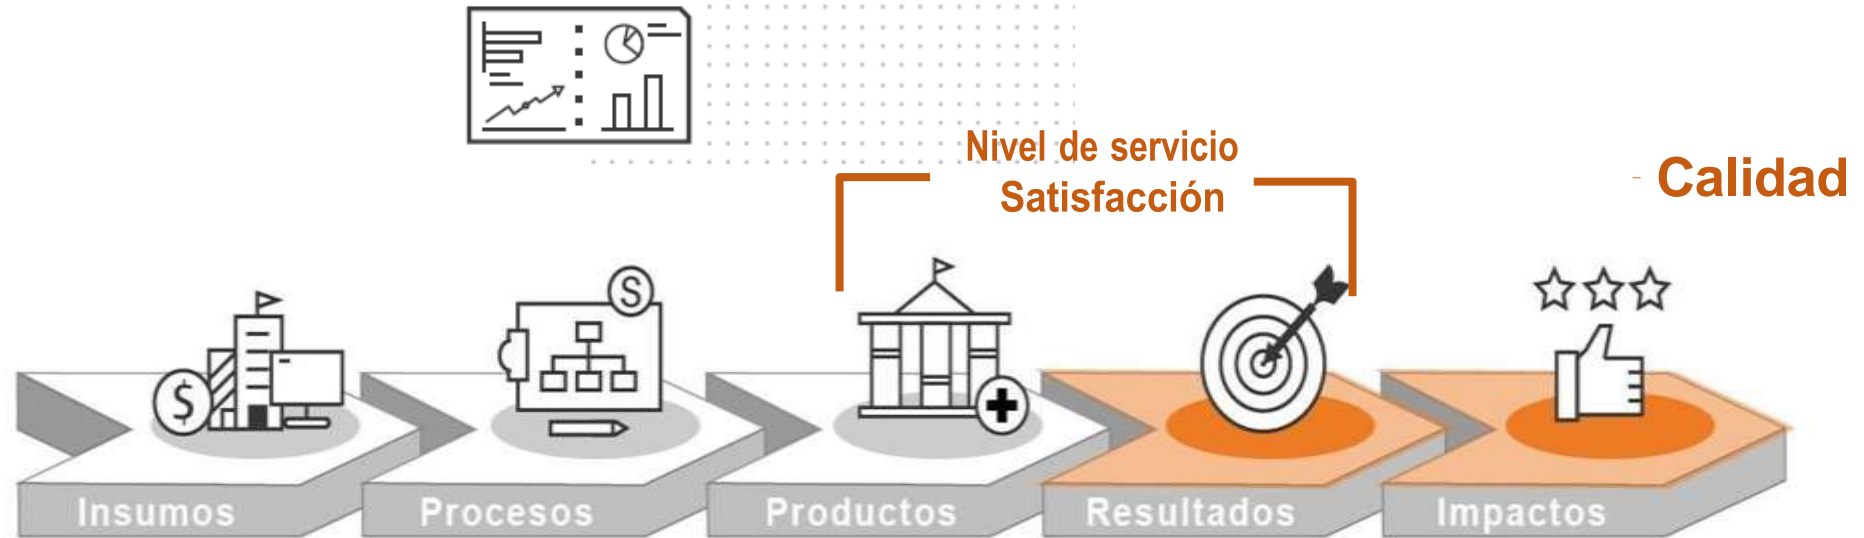 Nivel de servicio
Satisfacción
- Calidad
$
S
Insumos
Procesos
Productos
Resultados
Impactos